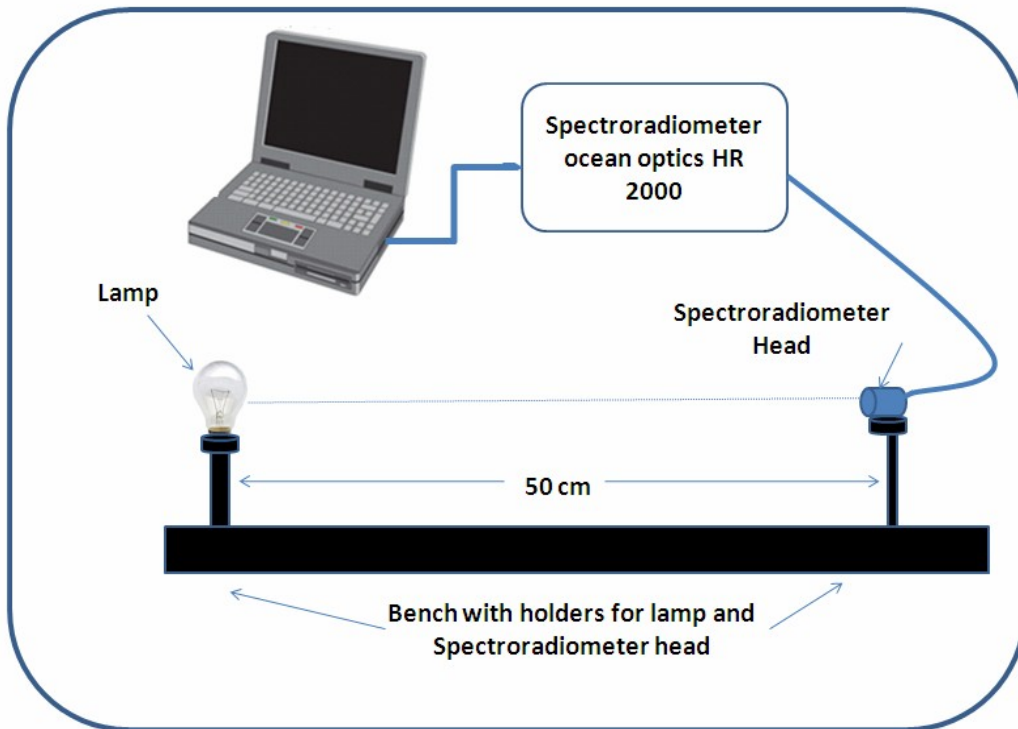 Spectroradiometer
ocean optics HR
2000
Lamp
Spectroradiometer
Head
50 cm
Bench with holders for lamp and
Spectroradiometer head